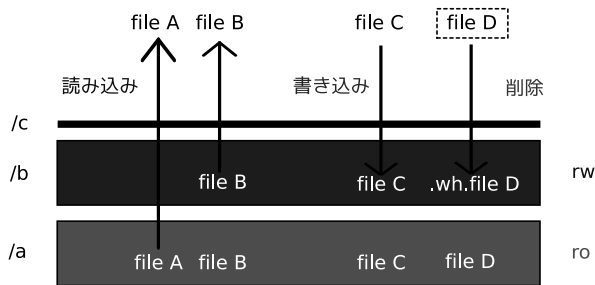 file A file B file C file D
読み込み 書き込み 削除
/c
/b file B file C .wh.file D rw
/a file A file B file C file D ro